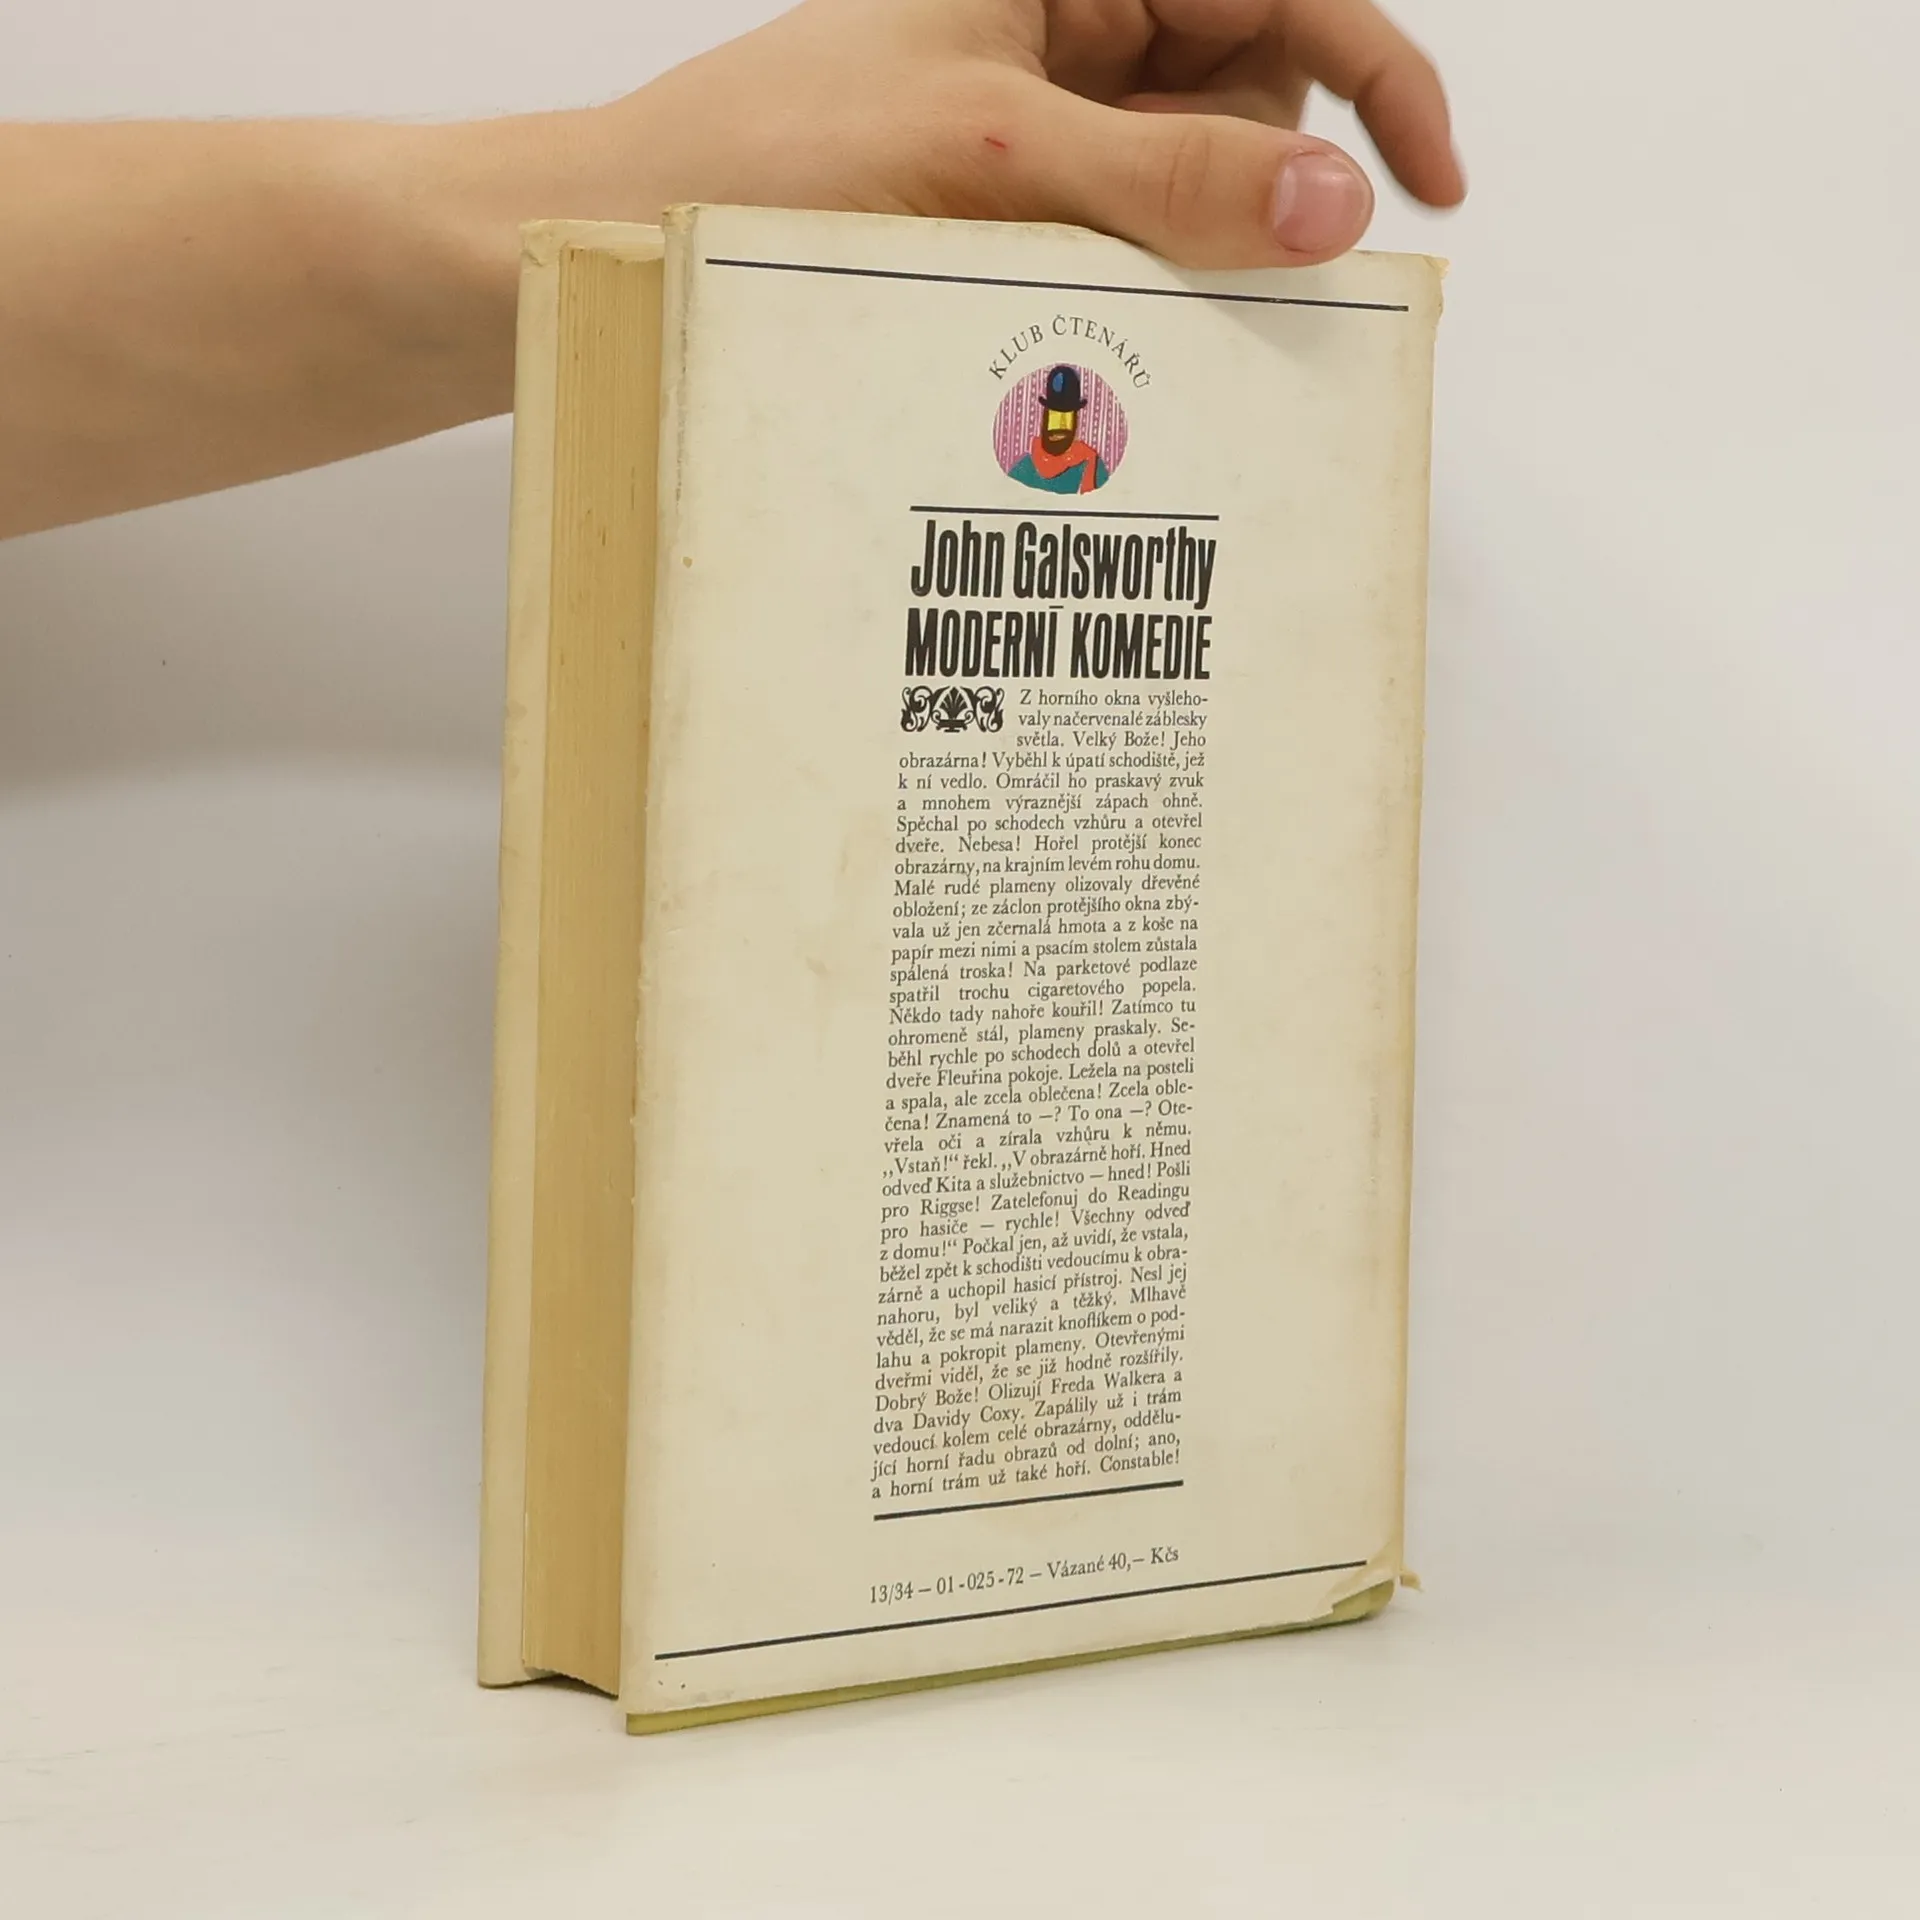 KLUB ČTENÁŘŮ
John Galsworthy
MODERNÍ KOMEDIE
Z horního okna vyšleho-
valy načervenalé záblesky
světla. Velký Bože! Jeho
obrazárna! Vyběhl k úpatí schodiště, jež
k ní vedlo. Omráčil ho praskavý zvuk
a mnohem výraznější zápach ohně.
Spěchal po schodech vzhůru a otevřel
dveře. Nebesa! Hořel protější konec
obrazárny, na krajním levém rohu domu.
Malé rudé plameny olizovaly dřevěné
obložení; ze záclon protějšího okna zbý-
vala už jen zčernalá hmota a z koše na
papír mezi nimi a psacím stolem zůstala
spálená troska! Na parketové podlaze
spatřil trochu cigaretového popela.
Někdo tady nahoře kouřil! Zatímco tu
ohromeně stál, plameny praskaly. Se-
běhl rychle po schodech dolů a otevřel
dveře Fleuřina pokoje. Ležela na posteli
a spala, ale zcela oblečena! Zcela oble-
čena! Znamená to —? To ona —? Ote-
vřela oči a zírala vzhůru k němu.
„Vstaň!“ řekl. „V obrazárně hoří. Hned
odveď Kita a služebnictvo — hned! Pošli
pro Riggse! Zatelefonuj do Readingu
pro hasiče — rychle! Všechny odveď
z domu!“ Počkal jen, až uvidí, že vstala,
běžel zpět k schodišti vedoucímu k obra-
zárně a uchopil hasicí přístroj. Nesl jej
nahoru, byl veliký a těžký. Mlhavě
věděl, že se má narazit knoflíkem o pod-
lahu a pokropit plameny. Otevřenými
dveřmi viděl, že se již hodně rozšířily.
Dobrý Bože! Olizují Freda Walkera a
dva Davidy Coxy. Zapálily už i trám
vedoucí kolem celé obrazárny, oddělu-
jící horní řadu obrazů od dolní; ano,
a horní trám už také hoří. Constable!
13/34 — 01-025-72 — Vázané 40,— Kčs